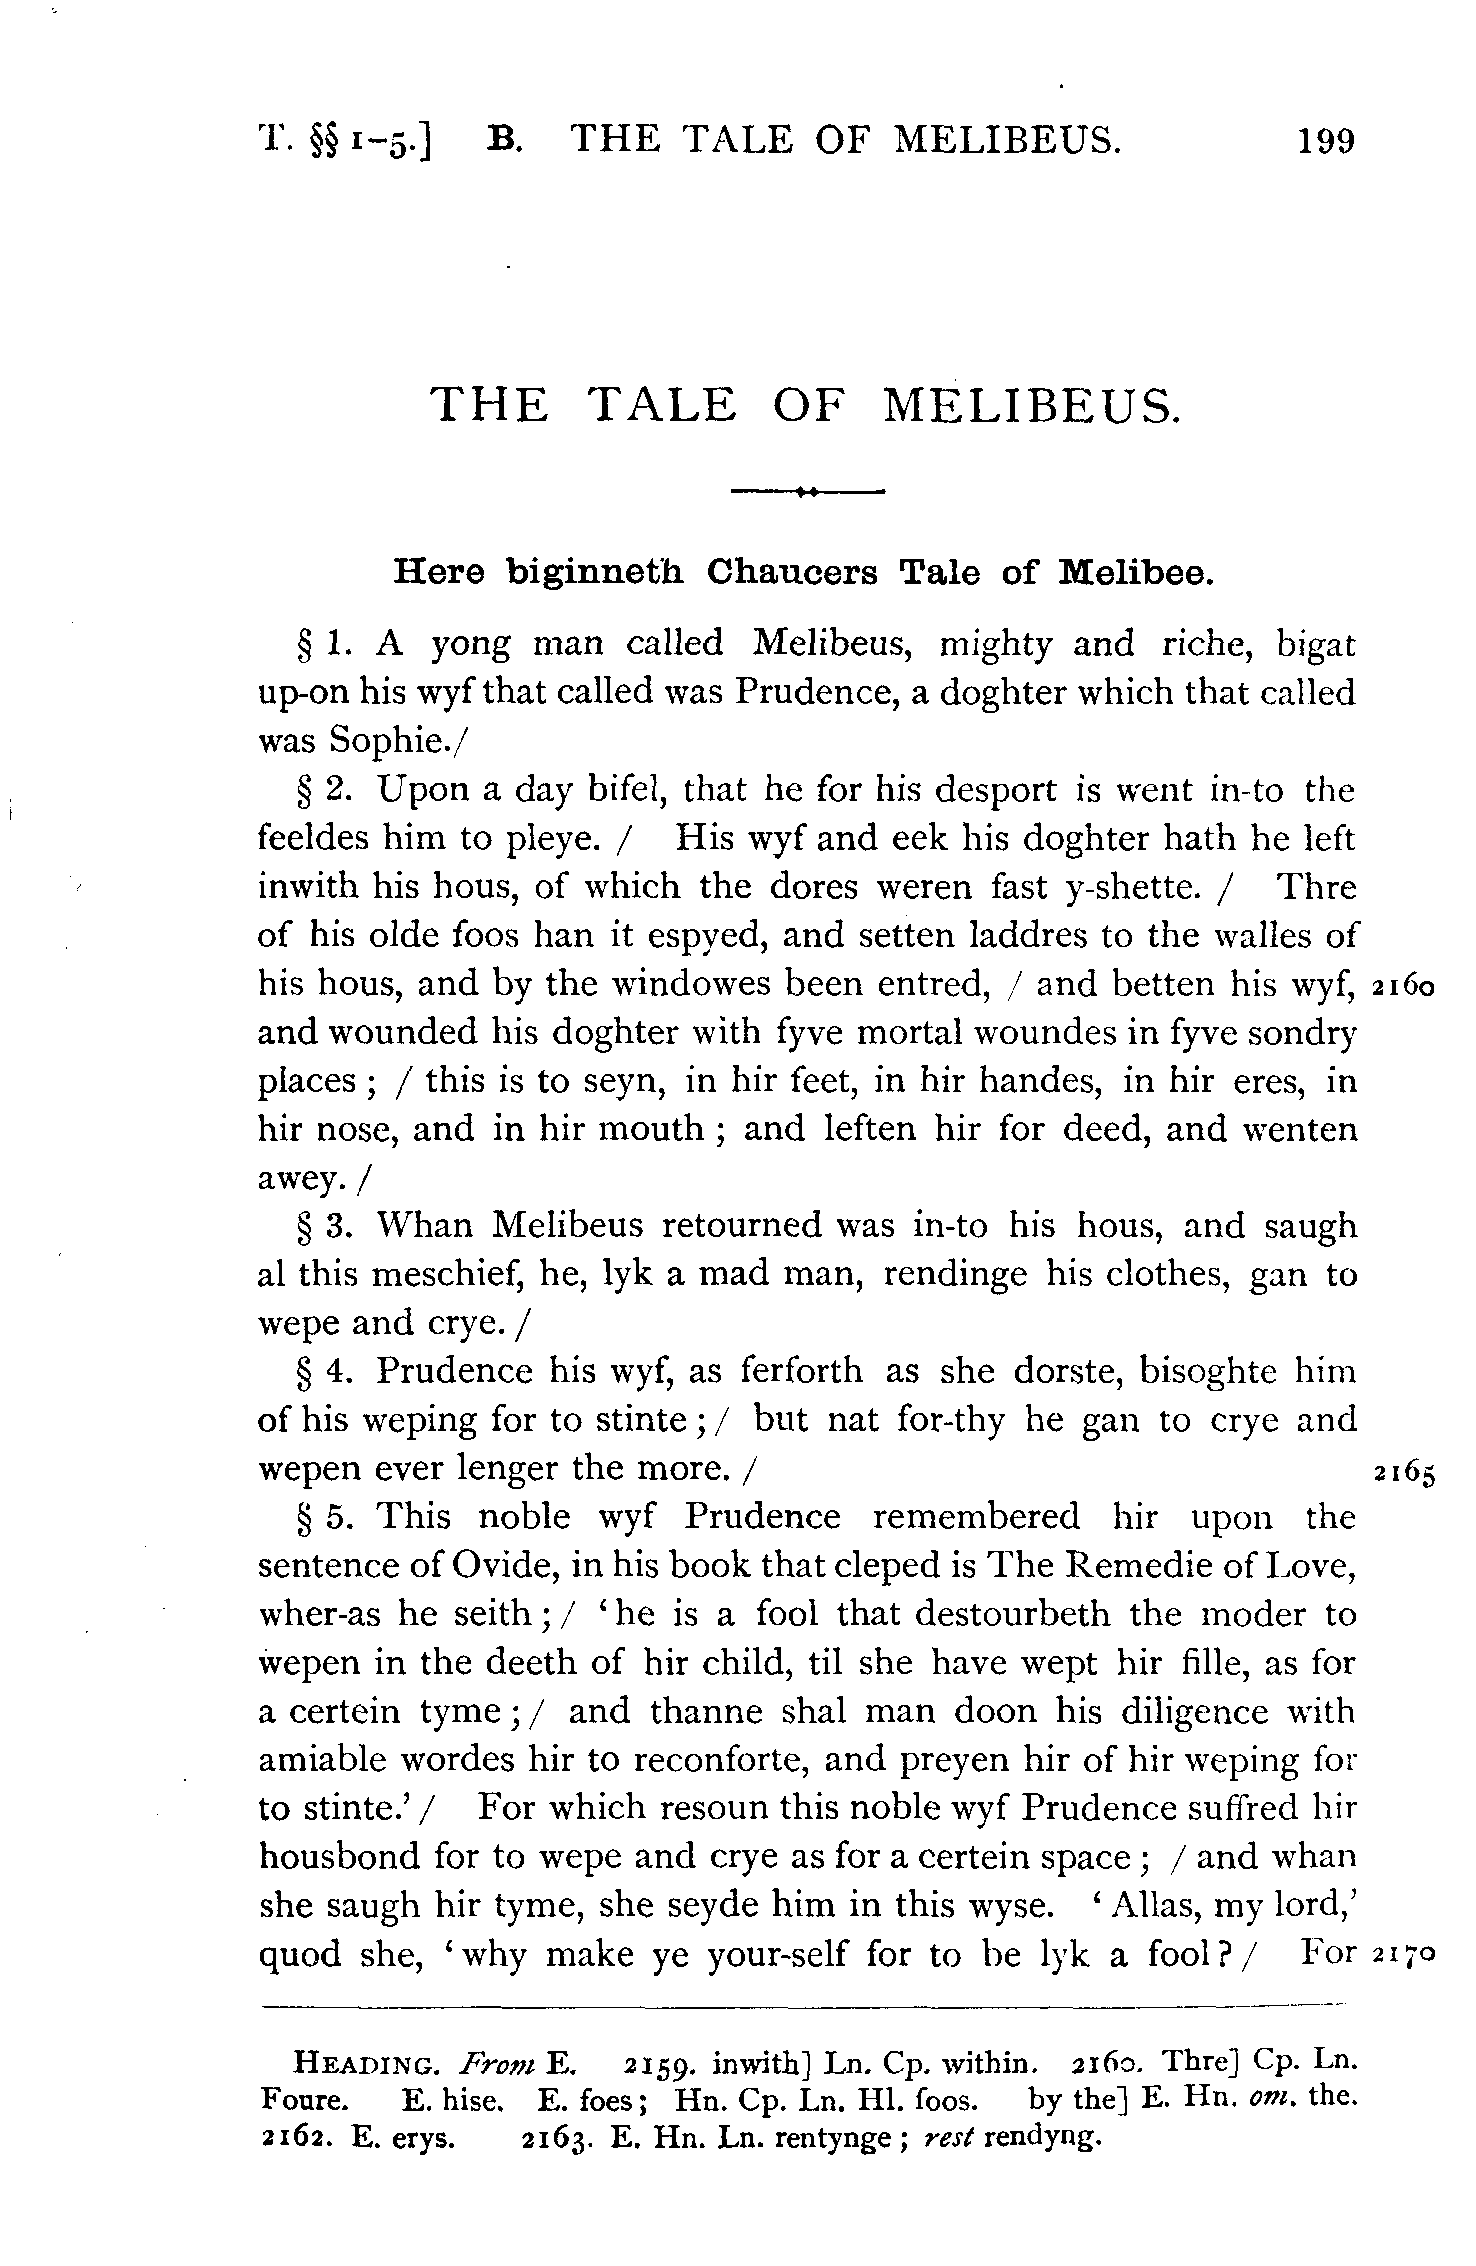 T. §§ 1-5.] B. THE TALE OF MELIBEUS. 199
THE TALE OF MELIBEUS.
Here biginneth Chaucers Tale of Melibee.
§ 1. A yong man called Melibeus, mighty and riche, bigat
up-on his wyf that called was Prudence, a doghter which that called
was Sophie./
§ 2. Upon a day bifel, that he for his desport is went in-to the
feeldes him to pleye. / His wyf and eek his doghter hath he left
inwith his hous, of which the dores weren fast y-shette. / Thre
of his olde foos han it espyed, and setten laddres to the walles of
his hous, and by the windowes been entred, / and betten his wyf, 2160
and wounded his doghter with fyve mortal woundes in fyve sondry
places ; / this is to seyn, in hir feet, in hir handes, in hir eres, in
hir nose, and in hir mouth ; and leften hir for deed, and wenten
awey. /
§ 3. Whan Melibeus retourned was in-to his hous, and saugh
al this meschief, he, lyk a mad man, rendinge his clothes, gan to
wepe and crye. /
§ 4. Prudence his wyf, as ferforth as she dorste, bisoghte him
of his weping for to stinte ; / but nat for-thy he gan to crye and
wepen ever lenger the more. / 2165
§ 5. This noble wyf Prudence remembered hir upon the
sentence of Ovide, in his book that cleped is The Remedie of Love,
wher-as he seith ; / ‘he is a fool that destourbeth the moder to
wepen in the deeth of hir child, til she have wept hir fille, as for
a certein tyme ; / and thanne shal man doon his diligence with
amiable wordes hir to reconforte, and preyen hir of hir weping for
to stinte.’ / For which resoun this noble wyf Prudence suffred hir
housbond for to wepe and crye as for a certein space ; / and whan
she saugh hir tyme, she seyde him in this wyse. ‘ Allas, my lord,’
quod she, ‘why make ye your-self for to be lyk a fool ? / For 2170
HEADING. From E. 2159. inwith] Ln. Cp. within. 2160. Thre] Cp. Ln.
Foure. E. hise. E. foes ; Hn. Cp. Ln. Hl. foos. by the] E. Hn. om. the.
2162. E. erys. 2163. E. Hn. Ln. rentynge ; rest rendyng.